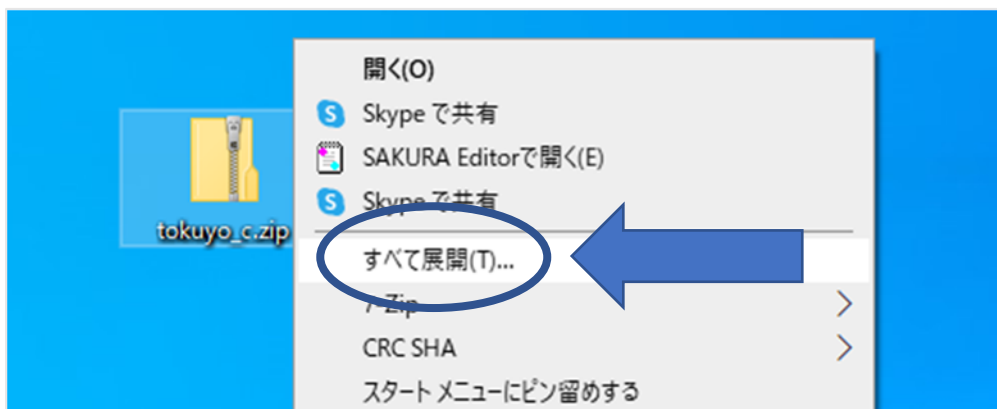 開く(O)
Skype で共有
SAKURA Editorで開く(E)
Skype で共有
tokuyo_c.zip
すべて展開(T)...
7-Zip
CRC SHA
スタート メニューにピン留めする